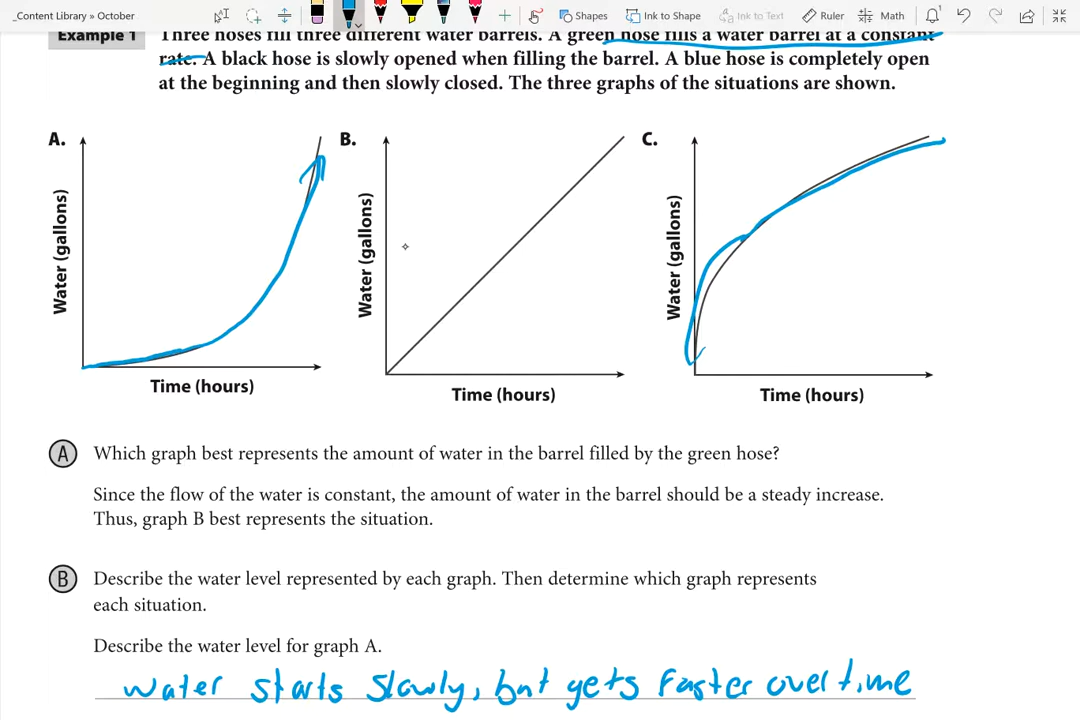 _Content Library » October
Shapes
Ink to Shape
Ink to Text
Ruler
Math
Example 1 Three hoses fill three different water barrels. A green hose fills a water barrel at a constant
rate. A black hose is slowly opened when filling the barrel. A blue hose is completely open
at the beginning and then slowly closed. The three graphs of the situations are shown.
A.
Water (gallons)
Time (hours)
B.
Water (gallons)
Time (hours)
C.
Water (gallons)
Time (hours)
A Which graph best represents the amount of water in the barrel filled by the green hose?
Since the flow of the water is constant, the amount of water in the barrel should be a steady increase.
Thus, graph B best represents the situation.
B Describe the water level represented by each graph. Then determine which graph represents
each situation.
Describe the water level for graph A.
water starts slowly, but gets faster over time